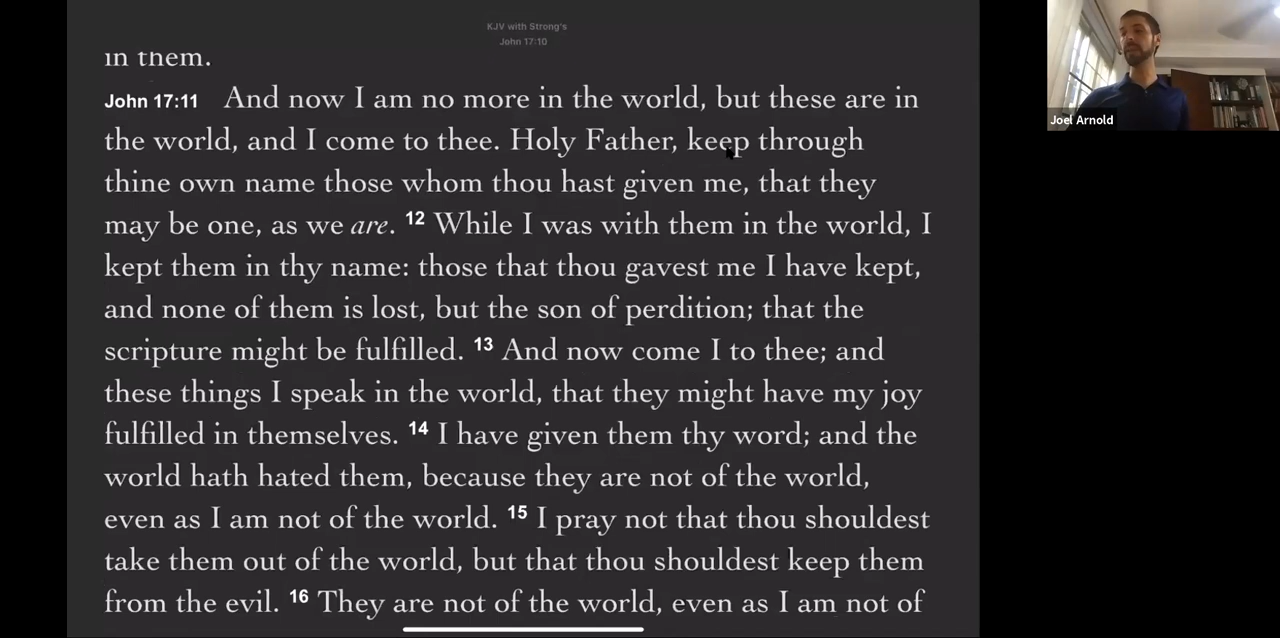 KJV with Strong's
John 17:10
in them.
John 17:11 And now I am no more in the world, but these are in
the world, and I come to thee. Holy Father, keep through
thine own name those whom thou hast given me, that they
may be one, as we are. 12 While I was with them in the world, I
kept them in thy name: those that thou gavest me I have kept,
and none of them is lost, but the son of perdition; that the
scripture might be fulfilled. 13 And now come I to thee; and
these things I speak in the world, that they might have my joy
fulfilled in themselves. 14 I have given them thy word; and the
world hath hated them, because they are not of the world,
even as I am not of the world. 15 I pray not that thou shouldest
take them out of the world, but that thou shouldest keep them
from the evil. 16 They are not of the world, even as I am not of
Joel Arnold